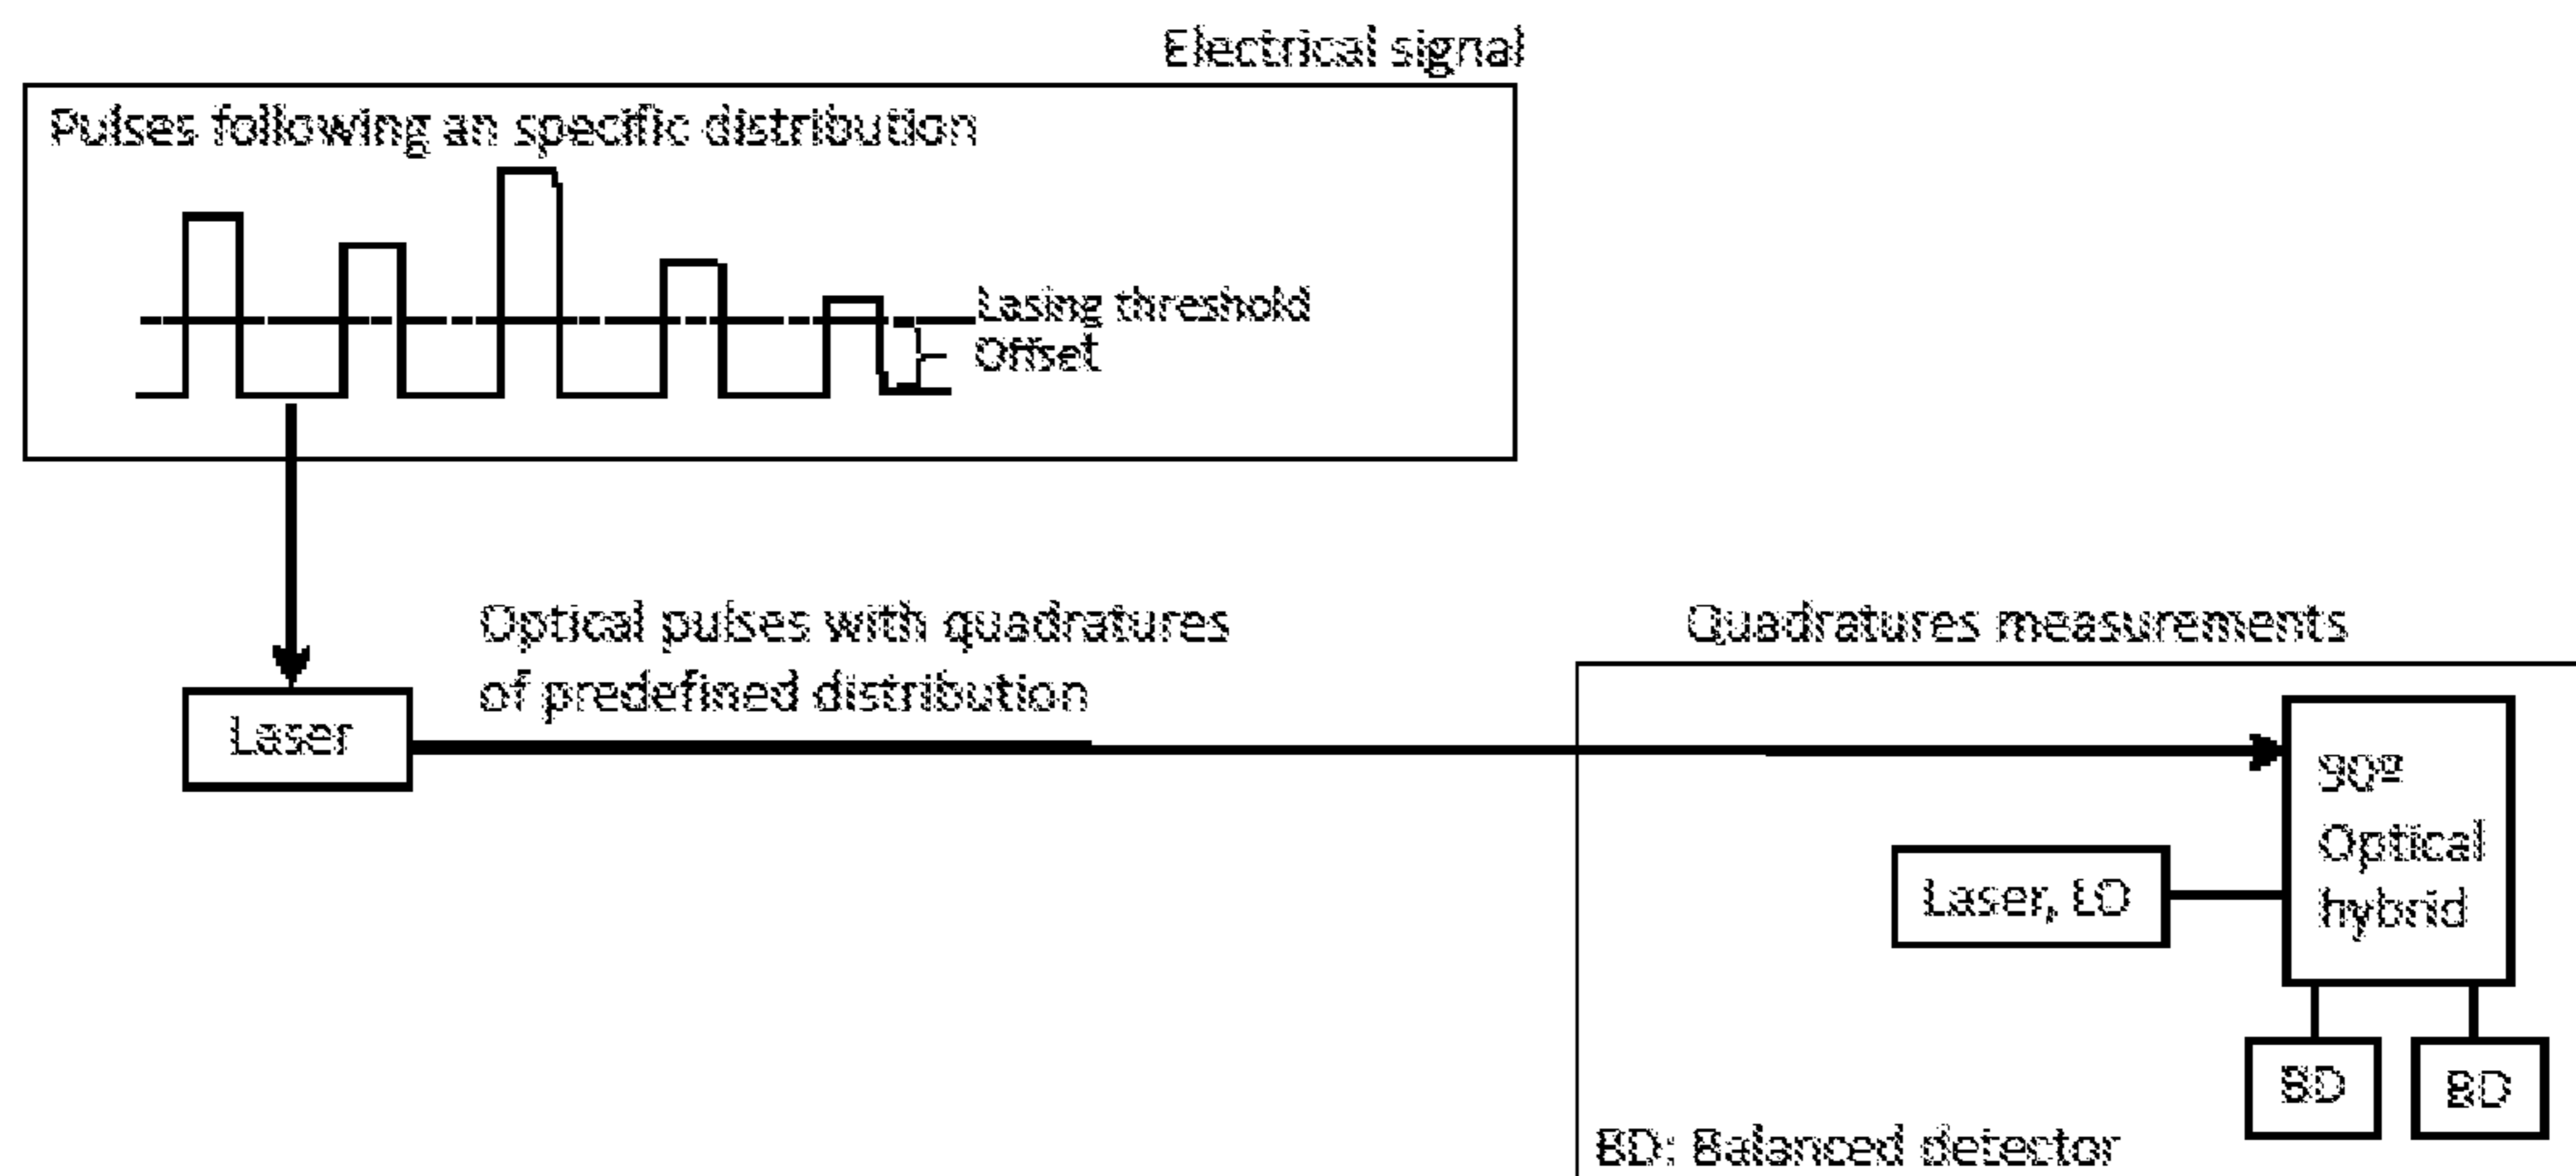 Electrical signal
Pulses following an specific distribution
Lasing threshold
Offset
Optical pulses with quadratures
of predefined distribution
Laser
Quadratures measurements
90º
Optical
hybrid
Laser, LO
BD
BD
BD: Balanced detector